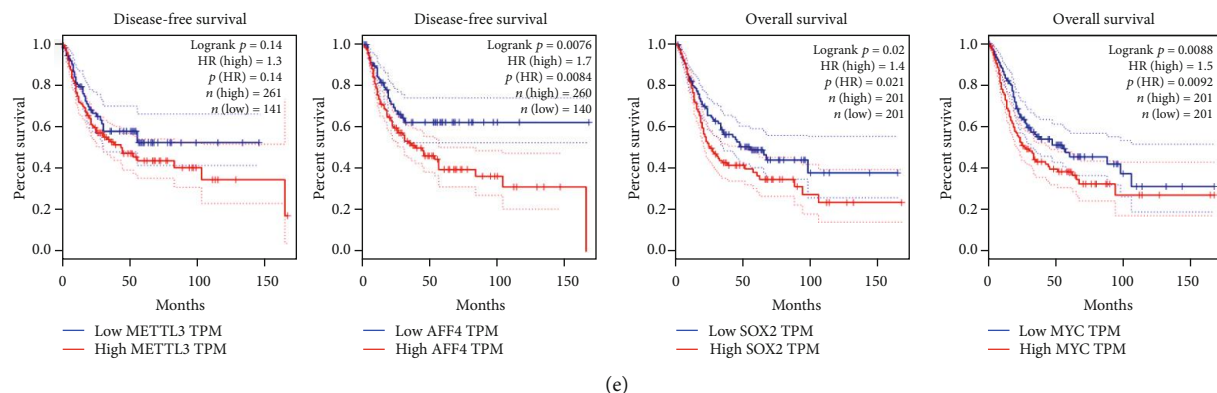 Disease-free survival
Logrank p = 0.14
HR (high) = 1.3
p (HR) = 0.14
n (high) = 261
n (low) = 141
Percent survival
1.0
0.8
0.6
0.4
0.2
0.0
0 50 100 150
Months
Low METTL3 TPM
High METTL3 TPM
Disease-free survival
Logrank p = 0.0076
HR (high) = 1.7
p (HR) = 0.0084
n (high) = 260
n (low) = 140
Percent survival
1.0
0.8
0.6
0.4
0.2
0.0
0 50 100 150
Months
Low AFF4 TPM
High AFF4 TPM
Overall survival
Logrank p = 0.02
HR (high) = 1.4
p (HR) = 0.021
n (high) = 201
n (low) = 201
Percent survival
1.0
0.8
0.6
0.4
0.2
0.0
0 50 100 150
Months
Low SOX2 TPM
High SOX2 TPM
Overall survival
Logrank p = 0.0088
HR (high) = 1.5
p (HR) = 0.0092
n (high) = 201
n (low) = 201
Percent survival
1.0
0.8
0.6
0.4
0.2
0.0
0 50 100 150
Months
Low MYC TPM
High MYC TPM
(e)